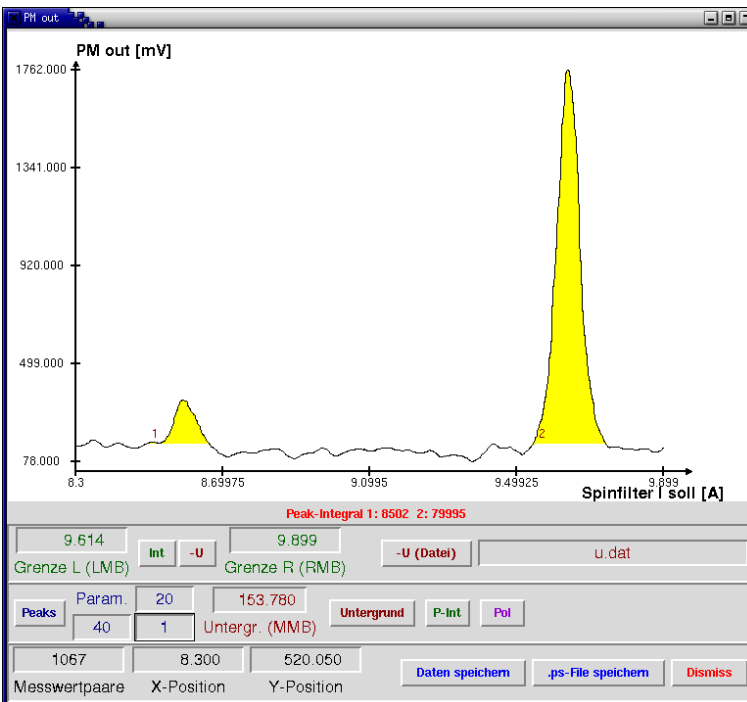 PM out
PM out [mV]
1762.000
1341.000
920.000
499.000
78.000
1
2
8.3 8.69975 9.0995 9.49925 9.899
Spinfilter I soll [A]
Peak-Integral 1: 8502 2: 79995
9.614 Int -U 9.899 -U (Datei) u.dat
Grenze L (LMB) Grenze R (RMB)
Peaks Param. 20 153.780 Untergrund P-Int Pol
40 1 Untergr. (MMB)
1067 8.300 520.050 Daten speichern .ps-File speichern Dismiss
Messwertpaare X-Position Y-Position